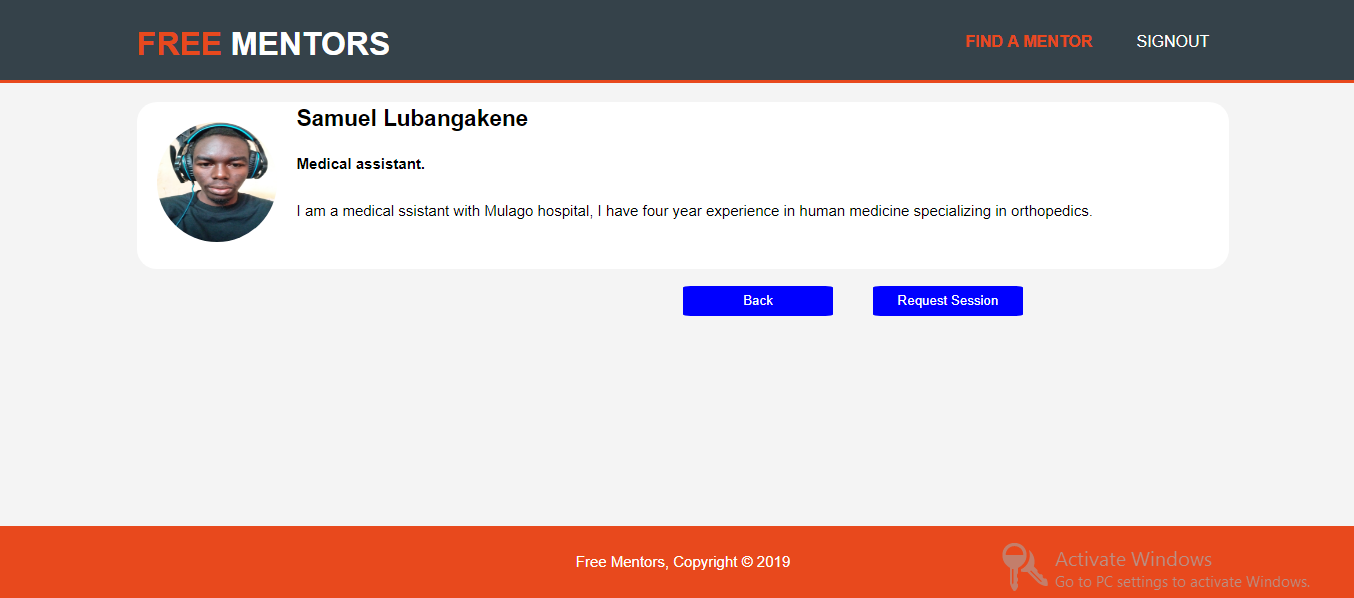 FREE MENTORS
FIND A MENTOR
SIGNOUT
Samuel Lubangakene
Medical assistant.
I am a medical ssistant with Mulago hospital, I have four year experience in human medicine specializing in orthopedics.
Back
Request Session
Free Mentors, Copyright © 2019
Activate Windows
Go to PC settings to activate Windows.